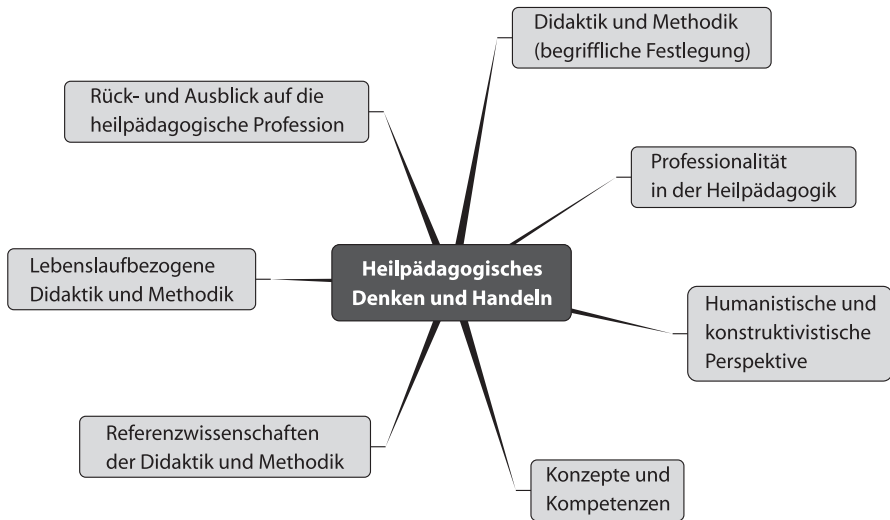 Didaktik und Methodik
(begriffliche Festlegung)
Rück- und Ausblick auf die
heilpädagogische Profession
Professionalität
in der Heilpädagogik
Lebenslaufbezogene
Didaktik und Methodik
Heilpädagogisches
Denken und Handeln
Humanistische und
konstruktivistische
Perspektive
Referenzwissenschaften
der Didaktik und Methodik
Konzepte und
Kompetenzen